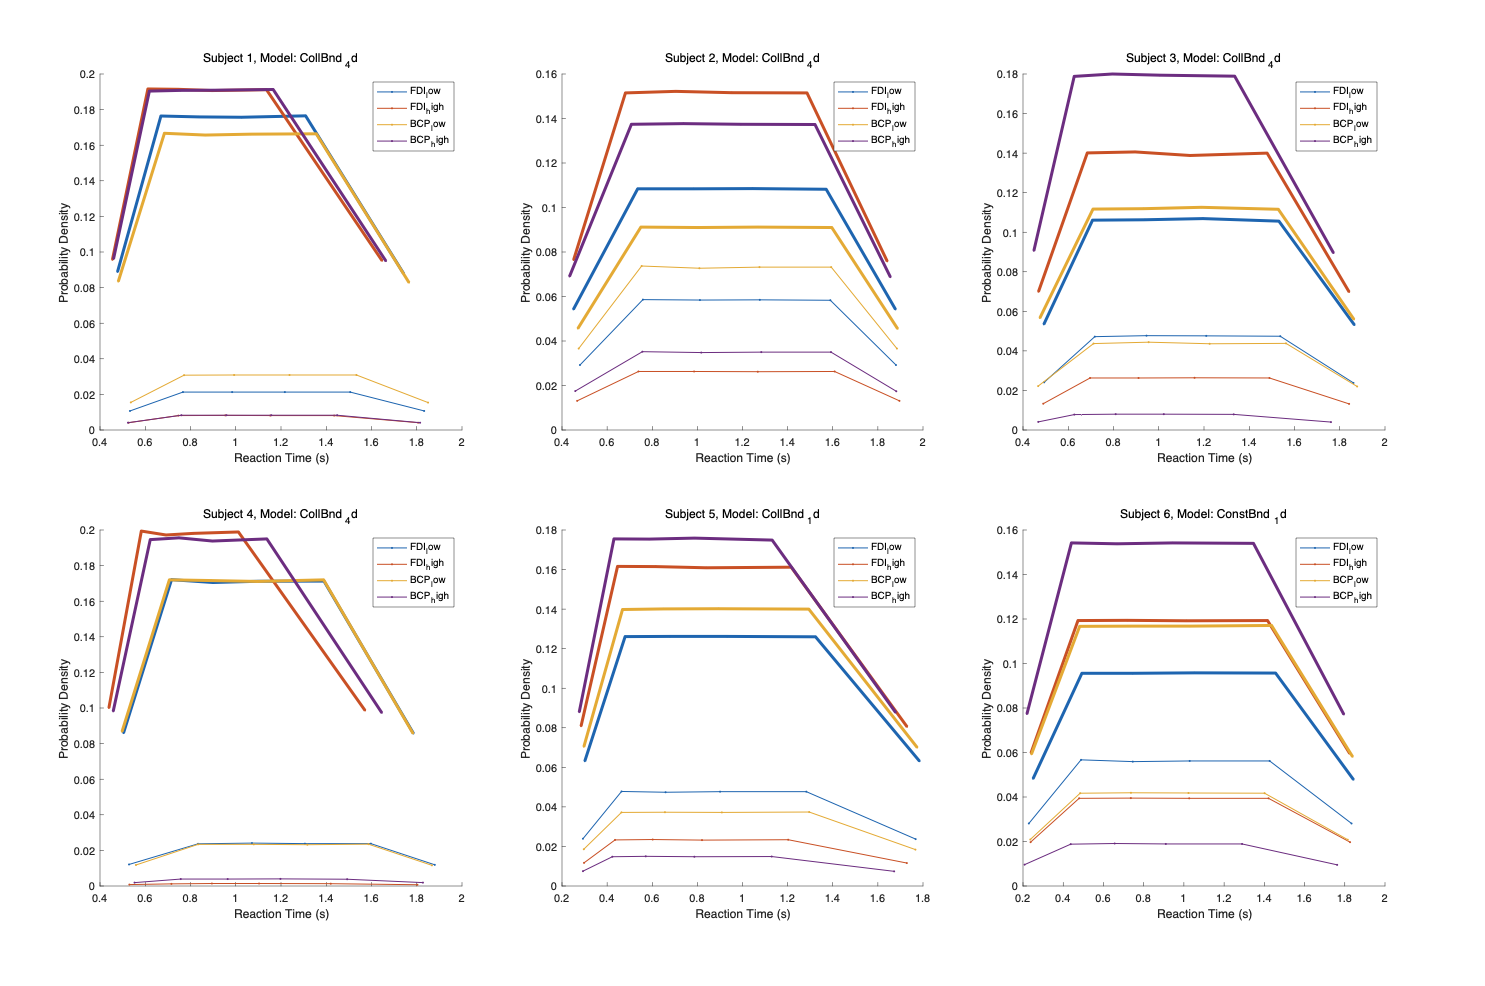 Subject 1, Model: CollBnd 4d
Probability Density
0.2
0.18
0.16
0.14
0.12
0.1
0.08
0.06
0.04
0.02
0
0.4 0.6 0.8 1 1.2 1.4 1.6 1.8 2
Reaction Time (s)
FDIlow
FDIhigh
BCPlow
BCPhigh
Subject 2, Model: CollBnd 4d
Probability Density
0.16
0.14
0.12
0.1
0.08
0.06
0.04
0.02
0
0.4 0.6 0.8 1 1.2 1.4 1.6 1.8 2
Reaction Time (s)
FDIlow
FDIhigh
BCPlow
BCPhigh
Subject 3, Model: CollBnd 4d
Probability Density
0.18
0.16
0.14
0.12
0.1
0.08
0.06
0.04
0.02
0
0.4 0.6 0.8 1 1.2 1.4 1.6 1.8 2
Reaction Time (s)
FDIlow
FDIhigh
BCPlow
BCPhigh
Subject 4, Model: CollBnd 4d
Probability Density
0.2
0.18
0.16
0.14
0.12
0.1
0.08
0.06
0.04
0.02
0
0.4 0.6 0.8 1 1.2 1.4 1.6 1.8 2
Reaction Time (s)
FDIlow
FDIhigh
BCPlow
BCPhigh
Subject 5, Model: CollBnd 1d
Probability Density
0.18
0.16
0.14
0.12
0.1
0.08
0.06
0.04
0.02
0
0.2 0.4 0.6 0.8 1 1.2 1.4 1.6 1.8
Reaction Time (s)
FDIlow
FDIhigh
BCPlow
BCPhigh
Subject 6, Model: ConstBnd 1d
Probability Density
0.16
0.14
0.12
0.1
0.08
0.06
0.04
0.02
0
0.2 0.4 0.6 0.8 1 1.2 1.4 1.6 1.8 2
Reaction Time (s)
FDIlow
FDIhigh
BCPlow
BCPhigh